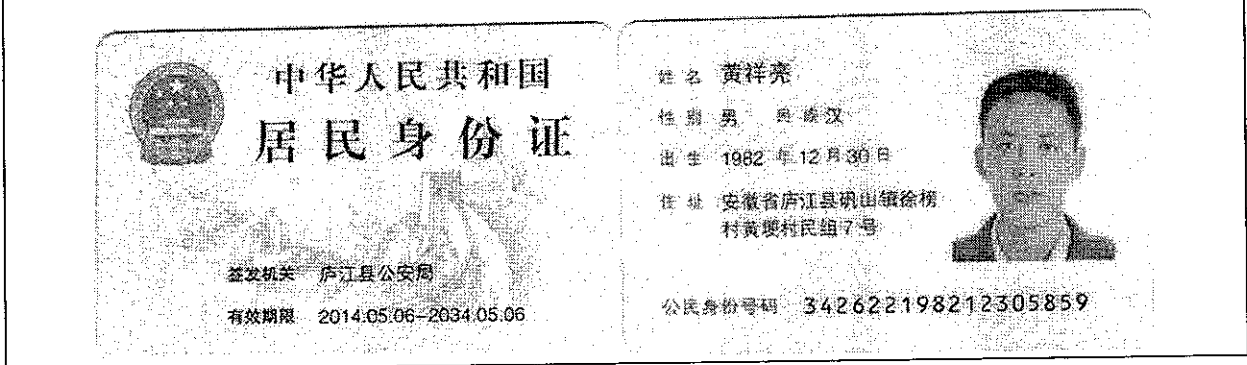 中华人民共和国
居民身份证
签发机关 庐江县公安局
有效期限 2014.05.06-2034.05.06
姓名 黄祥亮
性别 男 民族 汉
出生 1982 年 12 月 30 日
住址 安徽省庐江县矾山镇徐榜
村黄堰村民组7号
公民身份号码 342622198212305859